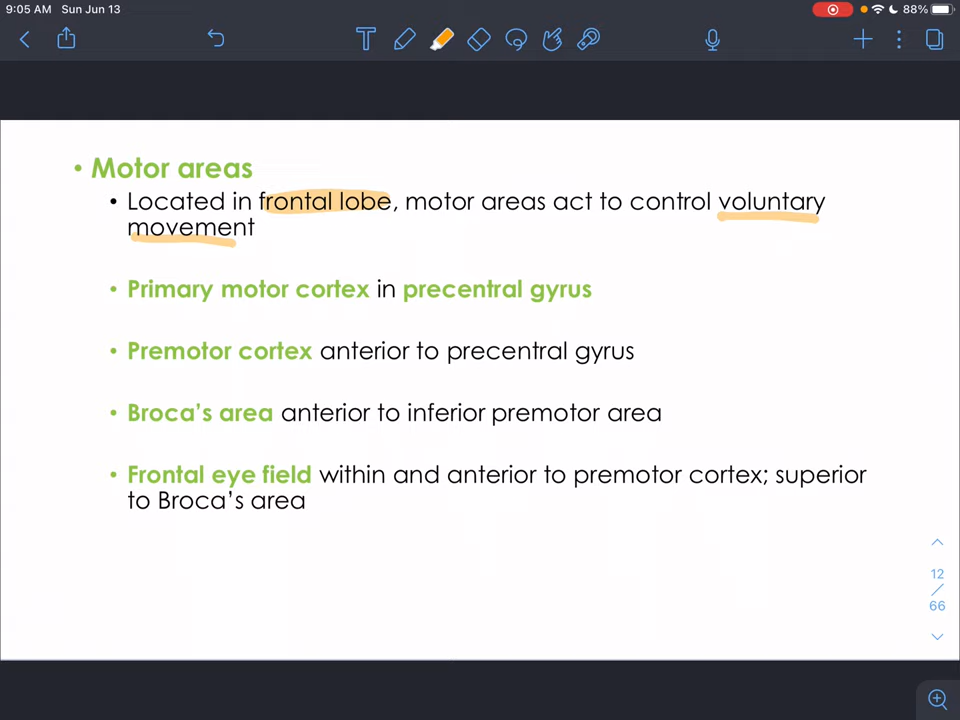 9:05 AM Sun Jun 13
88%
T
• Motor areas
• Located in frontal lobe, motor areas act to control voluntary
movement
• Primary motor cortex in precentral gyrus
• Premotor cortex anterior to precentral gyrus
• Broca's area anterior to inferior premotor area
• Frontal eye field within and anterior to premotor cortex; superior
to Broca's area
12
/
66